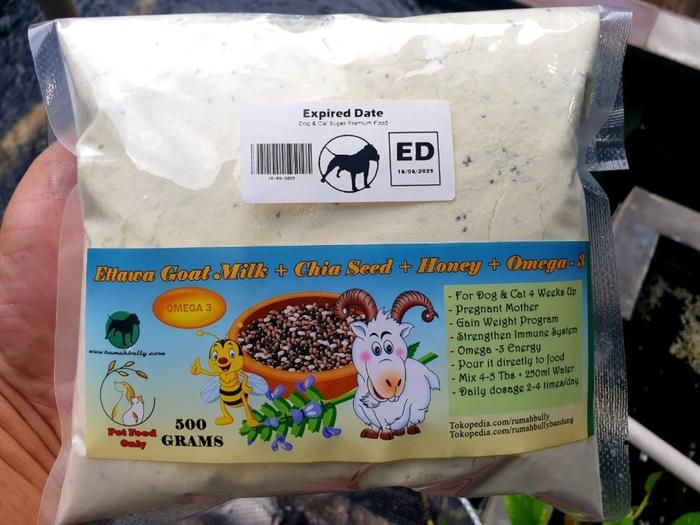 Expired Date
Dog & Cat Super Premium Food
ED
18/08/2025
Ettawa Goat Milk + Chia Seed + Honey + Omega - 3
OMEGA 3
www.rumahbully.com
Pet Food
Only
500
GRAMS
- For Dog & Cat 4 Weeks Up
- Pregnant Mother
- Gain Weight Program
- Strengthen Immune System
- Omega -3 Energy
- Pour it directly to food
- Mix 4-5 Tbs + 250ml Water
- Daily dosage 2-4 times/day
Tokopedia.com/rumahbully
Tokopedia.com/rumahbullybandung